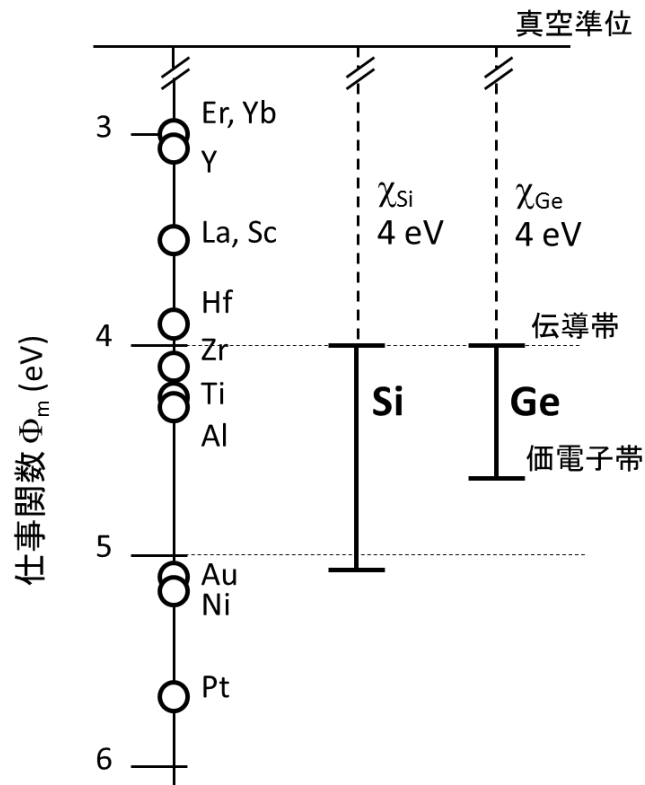 真空準位
3
Er, Yb
Y
La, Sc
χSi
4 eV
χGe
4 eV
Hf
4
Zr
Ti
Al
伝導帯
Si
Ge
価電子帯
仕事関数 Φm (eV)
5
Au
Ni
Pt
6